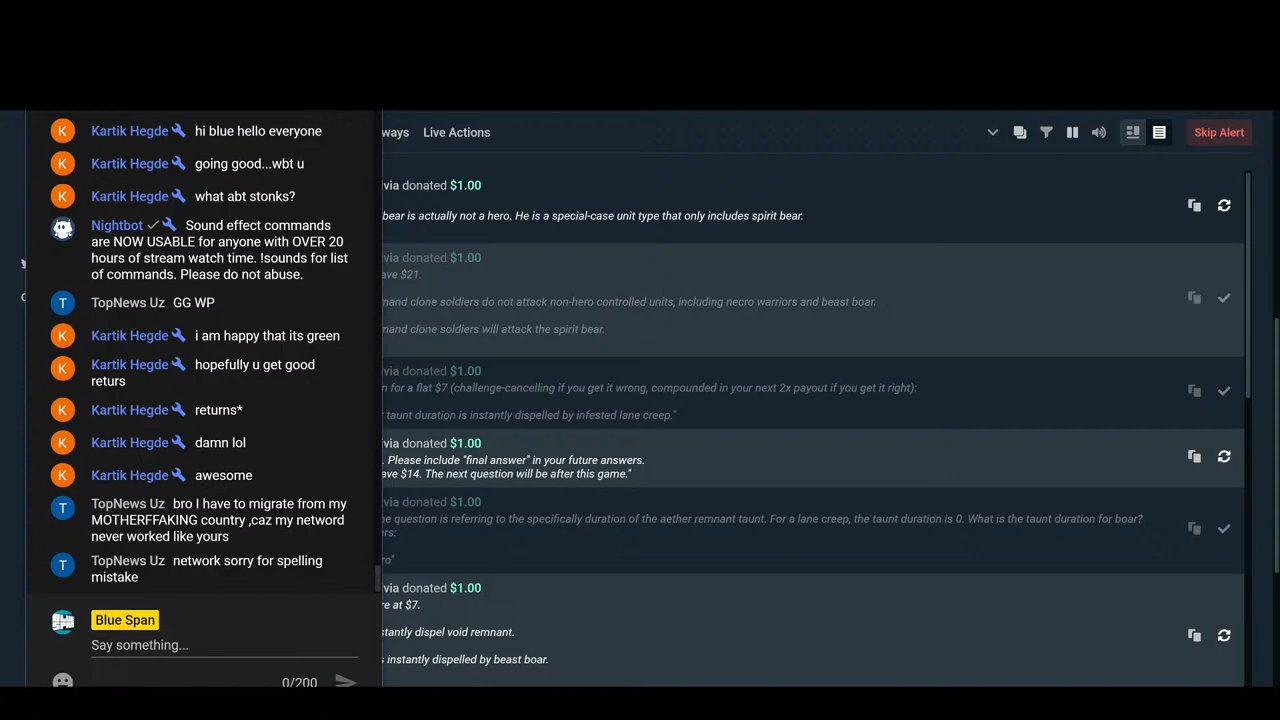 K Kartik Hegde hi blue hello everyone
K Kartik Hegde going good...wbt u
K Kartik Hegde what abt stonks?
Nightbot Sound effect commands
are NOW USABLE for anyone with OVER 20
hours of stream watch time. !sounds for list
of commands. Please do not abuse.
T TopNews Uz GG WP
K Kartik Hegde i am happy that its green
K Kartik Hegde hopefully u get good
returs
K Kartik Hegde returns*
K Kartik Hegde damn lol
K Kartik Hegde awesome
T TopNews Uz bro I have to migrate from my
MOTHERFFAKING country ,caz my netword
never worked like yours
T TopNews Uz network sorry for spelling
mistake
Blue Span
Say something...
0/200
ways Live Actions
Skip Alert
via donated $1.00
bear is actually not a hero. He is a special-case unit type that only includes spirit bear.
via donated $1.00
ave $21.
mand clone soldiers do not attack non-hero controlled units, including necro warriors and beast boar.
mand clone soldiers will attack the spirit bear.
via donated $1.00
n for a flat $7 (challenge-cancelling if you get it wrong, compounded in your next 2x payout if you get it right):
taunt duration is instantly dispelled by infested lane creep."
via donated $1.00
. Please include "final answer" in your future answers.
ave $14. The next question will be after this game."
via donated $1.00
ne question is referring to the specifically duration of the aether remnant taunt. For a lane creep, the taunt duration is 0. What is the taunt duration for boar?
ers:
ro"
via donated $1.00
re at $7.
stantly dispel void remnant.
s instantly dispelled by beast boar.